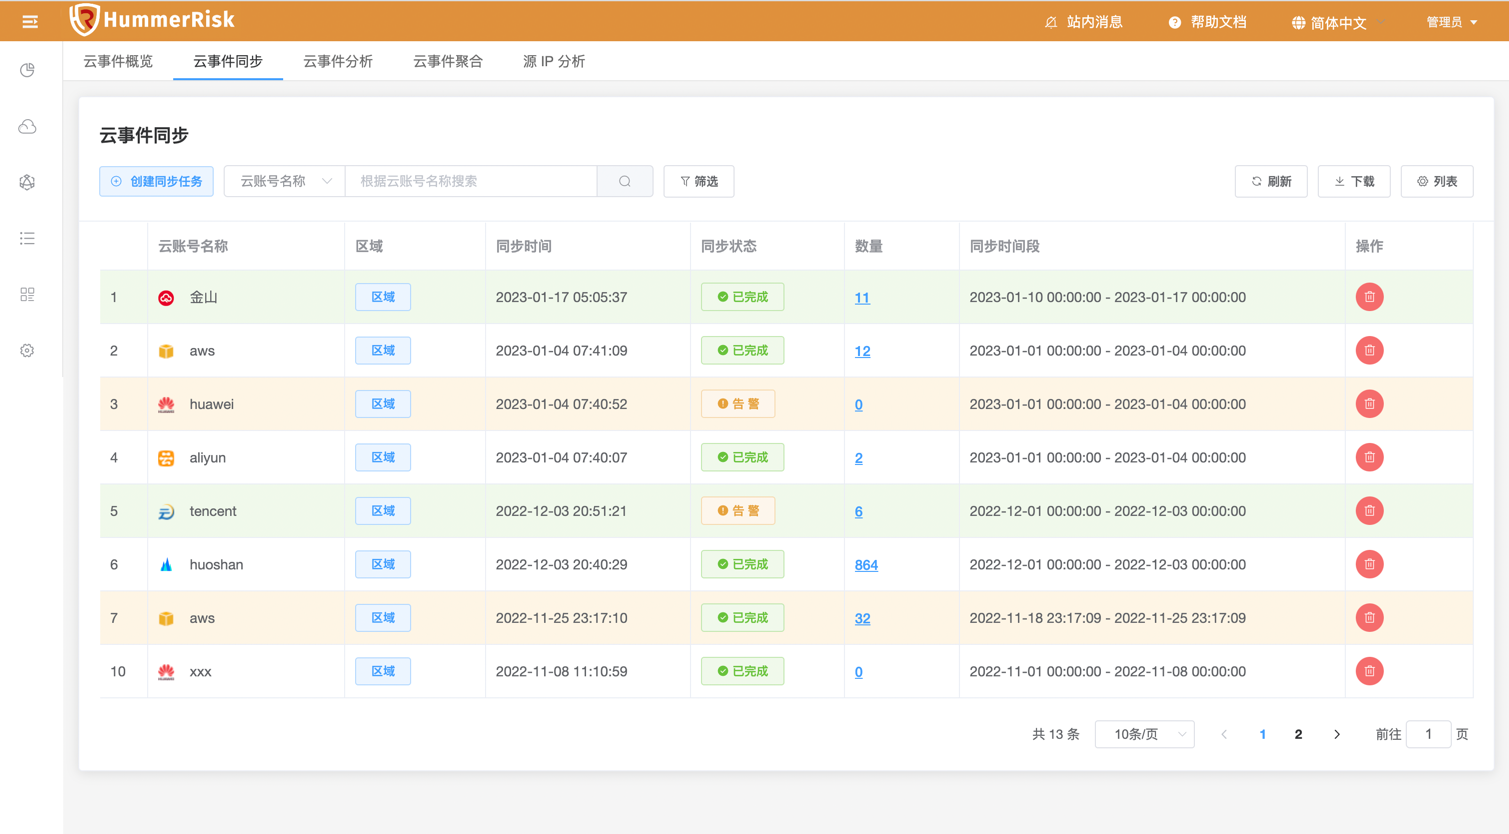 HummerRisk 站内消息 帮助文档 简体中文 管理员
云事件概览 云事件同步 云事件分析 云事件聚合 源 IP 分析
云事件同步
创建同步任务 云账号名称 根据云账号名称搜索 筛选 刷新 下载 列表
云账号名称 区域 同步时间 同步状态 数量 同步时间段 操作
1 金山 区域 2023-01-17 05:05:37 已完成 11 2023-01-10 00:00:00 - 2023-01-17 00:00:00
2 aws 区域 2023-01-04 07:41:09 已完成 12 2023-01-01 00:00:00 - 2023-01-04 00:00:00
3 huawei 区域 2023-01-04 07:40:52 告 警 0 2023-01-01 00:00:00 - 2023-01-04 00:00:00
4 aliyun 区域 2023-01-04 07:40:07 已完成 2 2023-01-01 00:00:00 - 2023-01-04 00:00:00
5 tencent 区域 2022-12-03 20:51:21 告 警 6 2022-12-01 00:00:00 - 2022-12-03 00:00:00
6 huoshan 区域 2022-12-03 20:40:29 已完成 864 2022-12-01 00:00:00 - 2022-12-03 00:00:00
7 aws 区域 2022-11-25 23:17:10 已完成 32 2022-11-18 23:17:09 - 2022-11-25 23:17:09
10 xxx 区域 2022-11-08 11:10:59 已完成 0 2022-11-01 00:00:00 - 2022-11-08 00:00:00
共 13 条 10条/页 1 2 前往 1 页